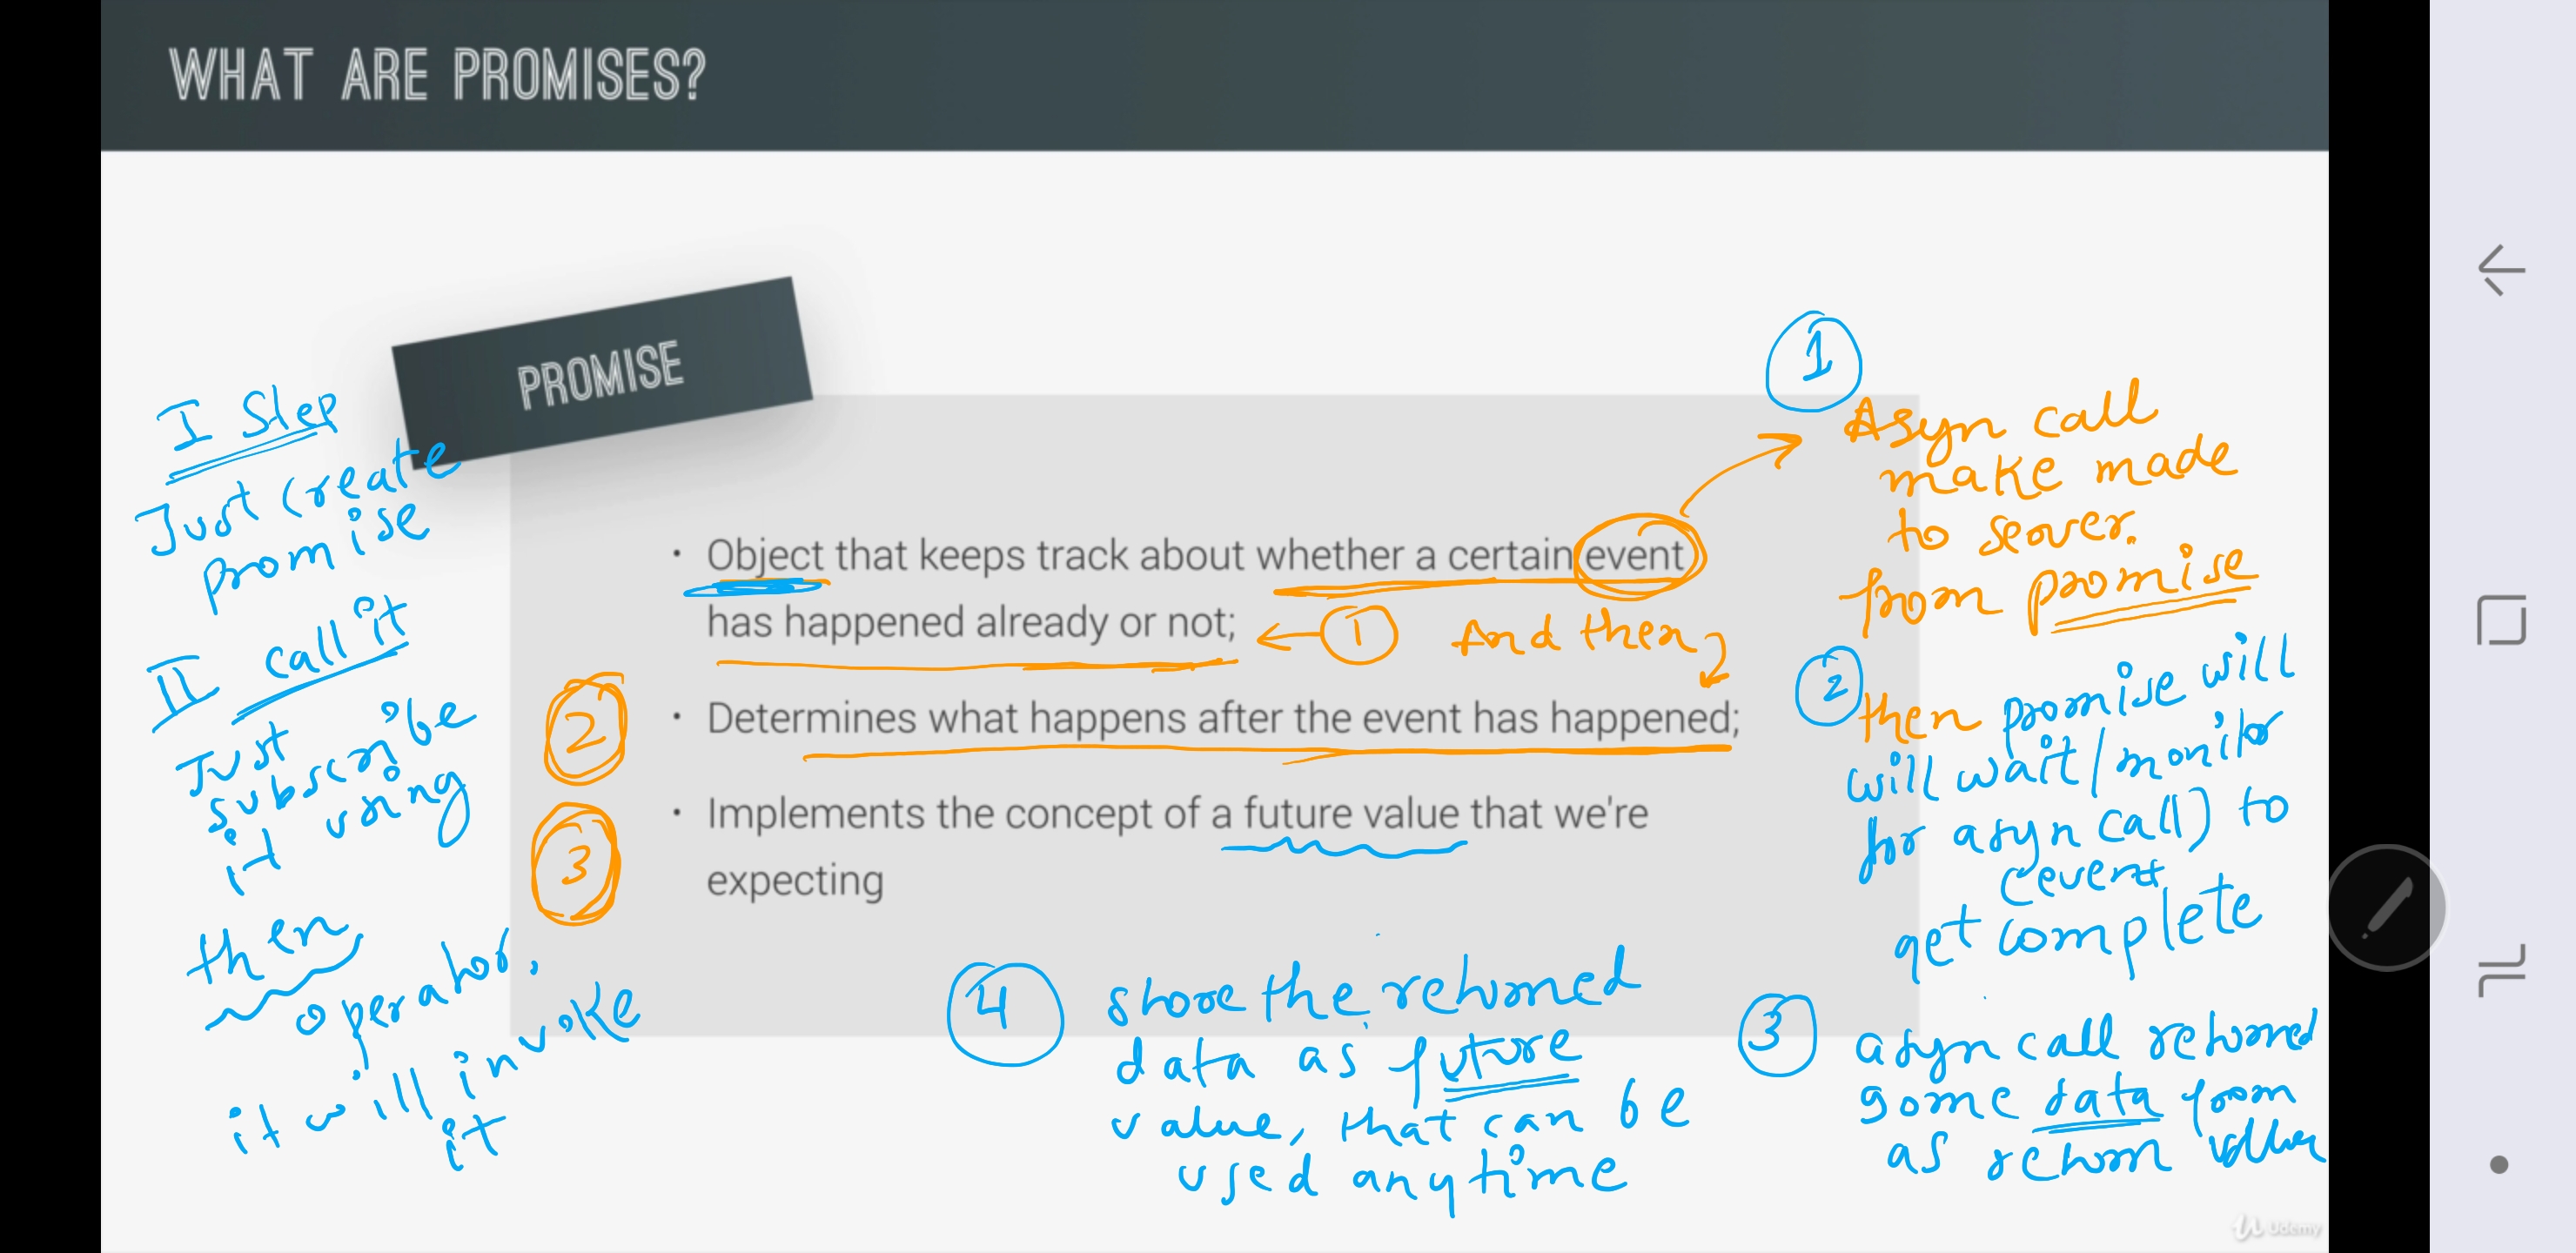 WHAT ARE PROMISES?
PROMISE
• Object that keeps track about whether a certain event
has happened already or not;
• Determines what happens after the event has happened;
• Implements the concept of a future value that we're
expecting
I Step
Just create
promise
II call it
Just
subscribe
it using
then
operator.
it will invoke
it
1
And then
2
3
1
Asyn call
make made
to server.
from promise
2
then promise will
will wait/monitor
for asyn call) to
(event
get complete
3
asyn call returned
some data from
as return
4
store the returned
data as future
value, that can be
used anytime
Udemy